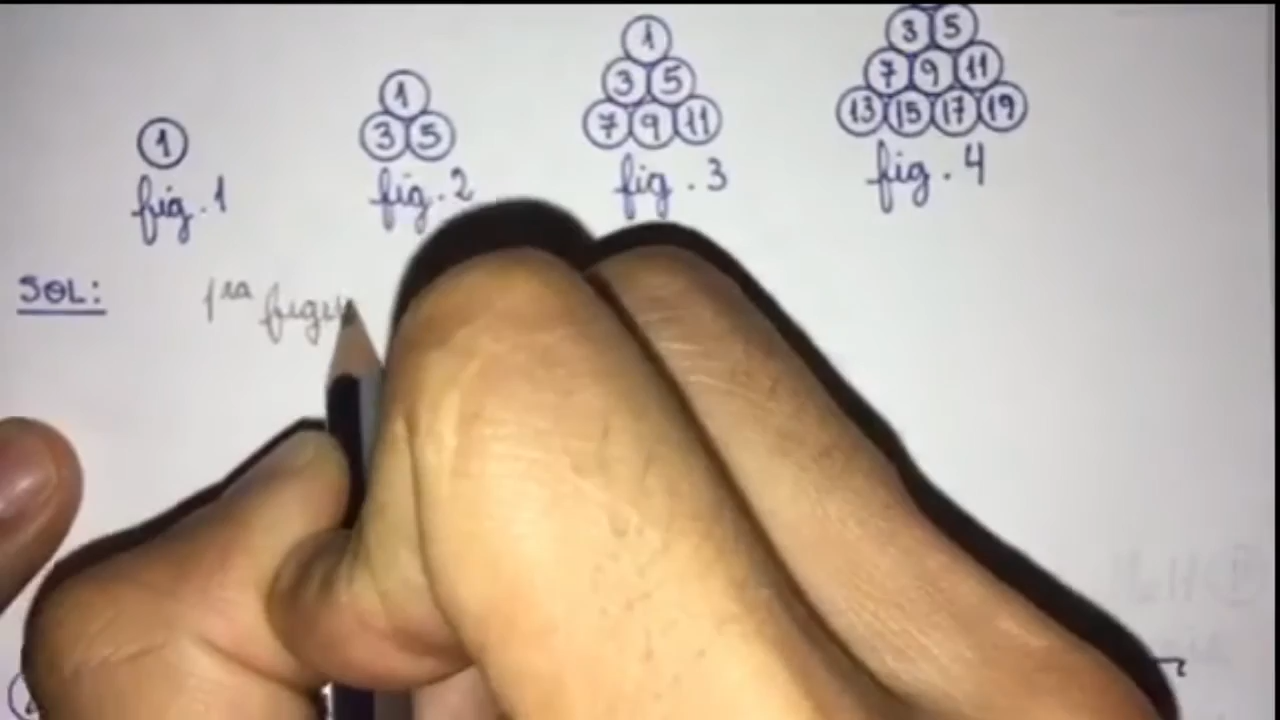 1
fig. 1
1
3 5
fig. 2
1
3 5
7 9 11
fig. 3
3 5
7 9 11
13 15 17 19
fig. 4
SOL: 1ra figu